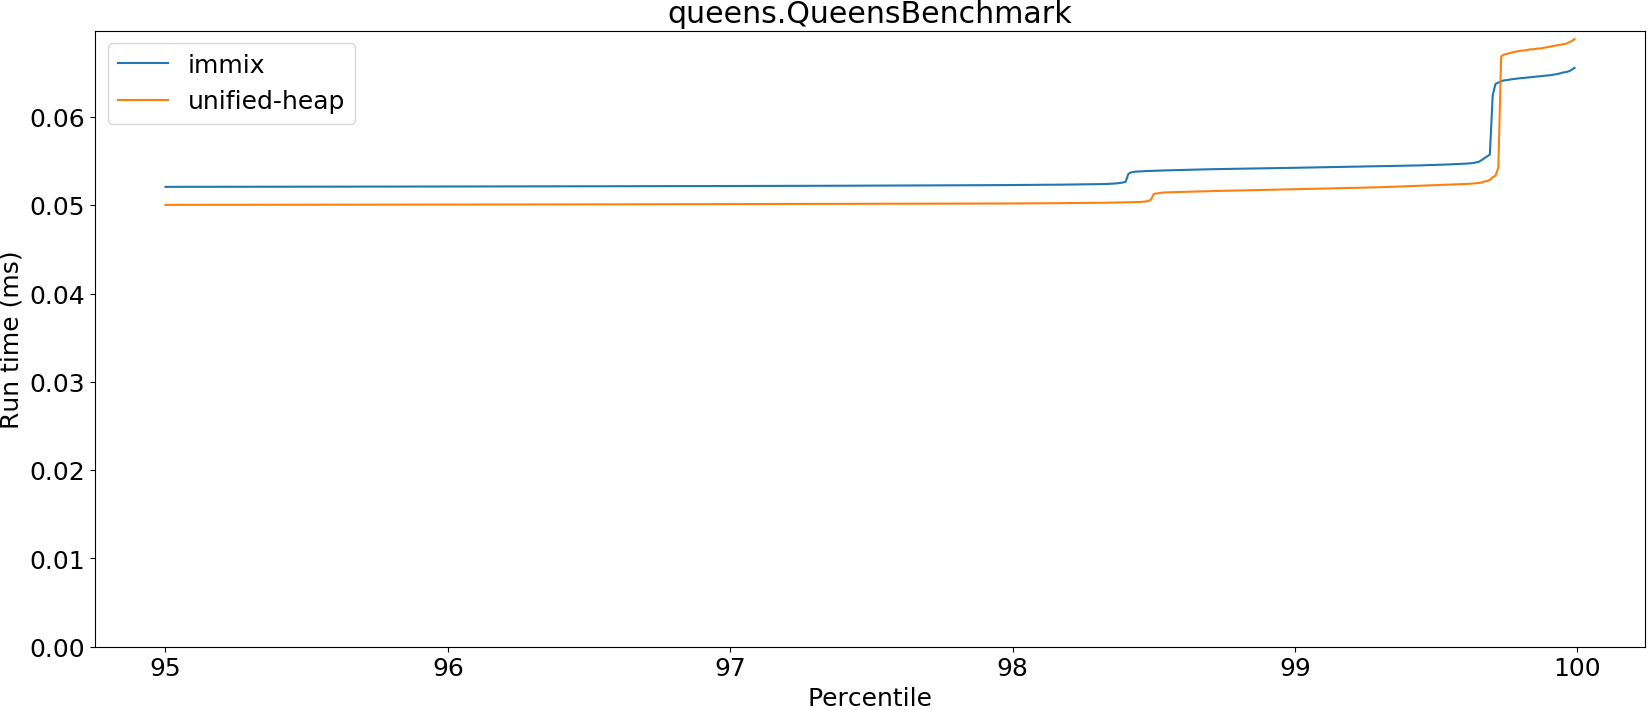 queens.QueensBenchmark
immix
unified-heap
Run time (ms)
0.06
0.05
0.04
0.03
0.02
0.01
0.00
95 96 97 98 99 100
Percentile